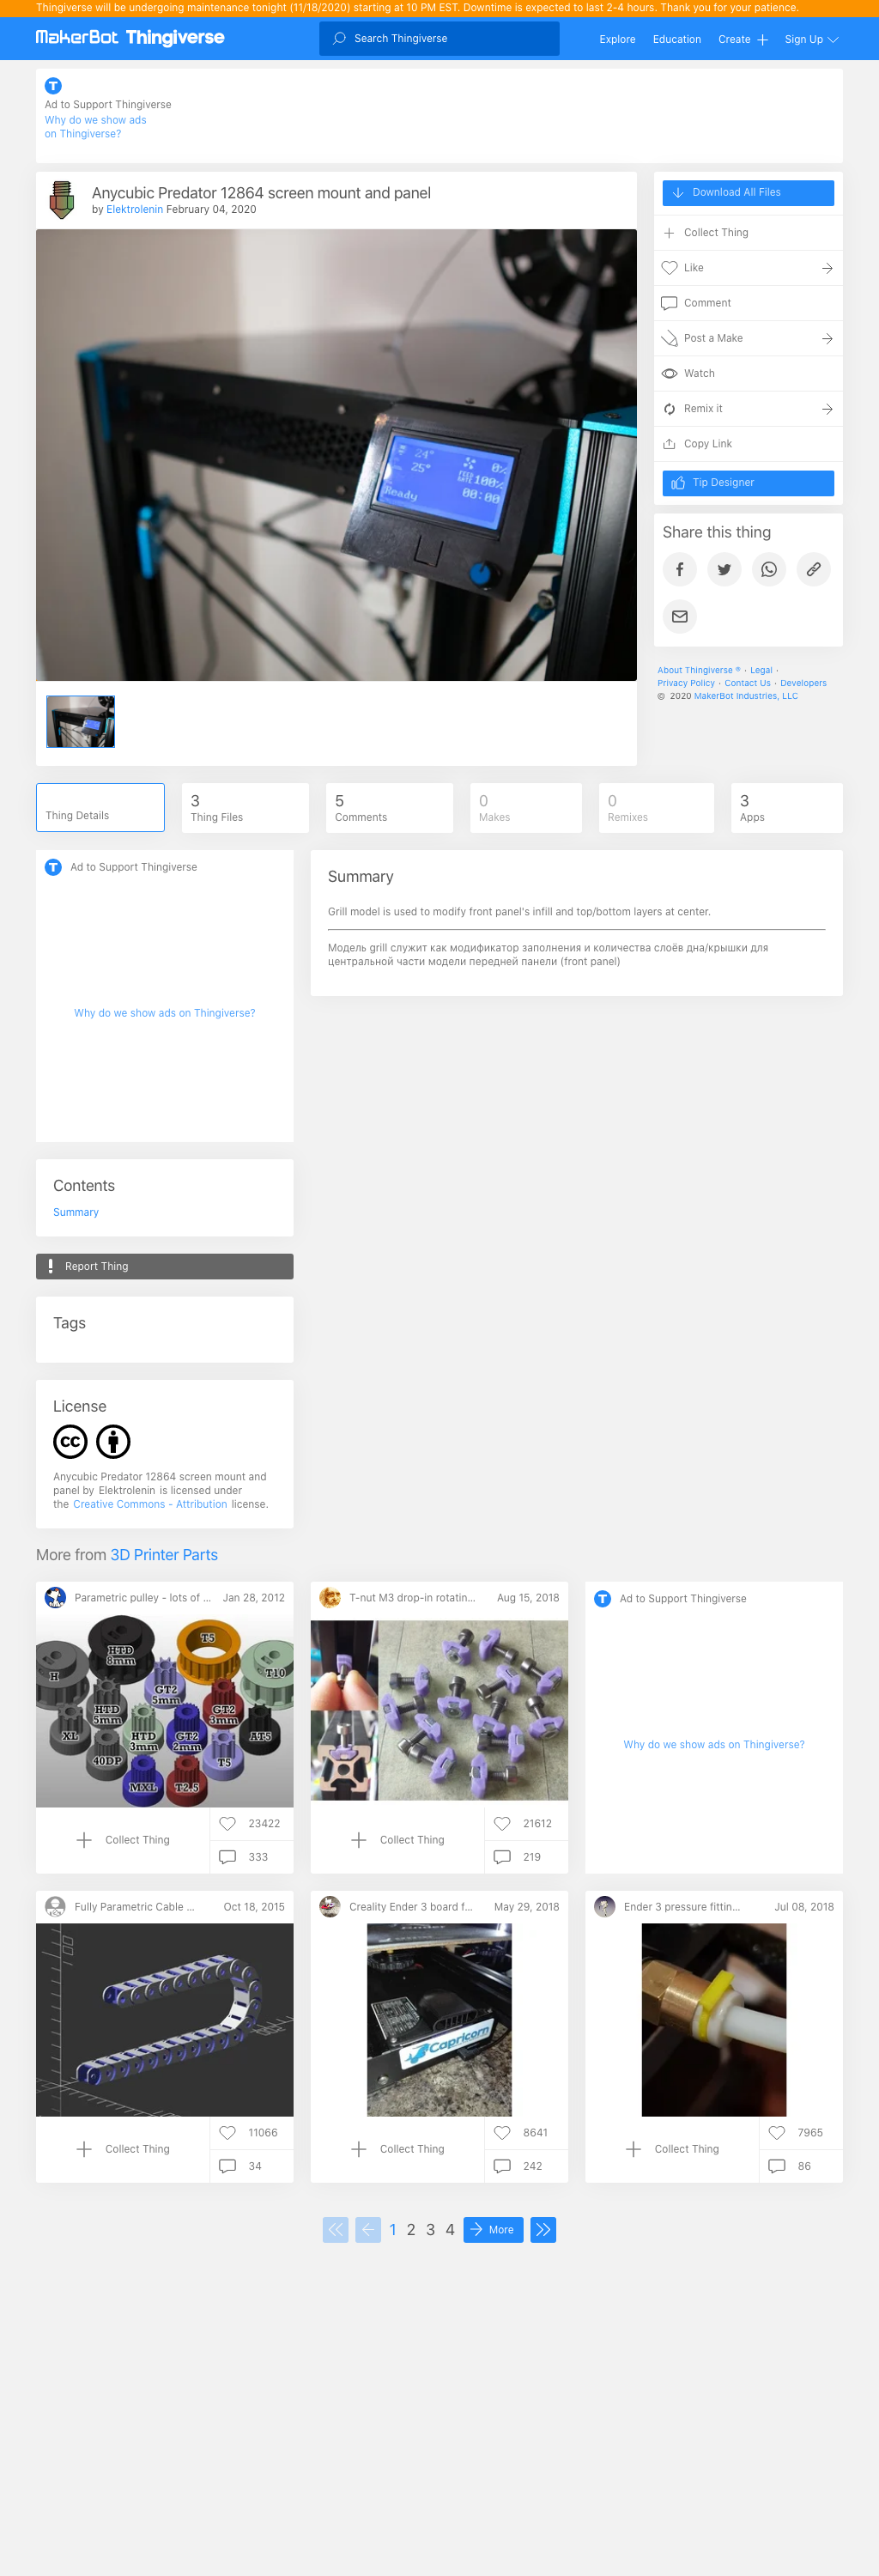 Thingiverse will be undergoing maintenance tonight (11/18/2020) starting at 10 PM EST. Downtime is expected to last 2-4 hours. Thank you for your patience.
MakerBot Thingiverse
Search Thingiverse
Explore
Education
Create
Sign Up
Ad to Support Thingiverse
Why do we show ads
on Thingiverse?
Anycubic Predator 12864 screen mount and panel
by Elektrolenin February 04, 2020
24°
25°
0%
100%
00:00
Ready
Download All Files
Collect Thing
Like
Comment
Post a Make
Watch
Remix it
Copy Link
Tip Designer
Share this thing
About Thingiverse ® · Legal ·
Privacy Policy · Contact Us · Developers
© 2020 MakerBot Industries, LLC
Thing Details
3
Thing Files
5
Comments
0
Makes
0
Remixes
3
Apps
Ad to Support Thingiverse
Why do we show ads on Thingiverse?
Summary
Grill model is used to modify front panel's infill and top/bottom layers at center.
Модель grill служит как модификатор заполнения и количества слоёв дна/крышки для
центральной части модели передней панели (front panel)
Contents
Summary
Report Thing
Tags
License
Anycubic Predator 12864 screen mount and
panel by Elektrolenin is licensed under
the Creative Commons - Attribution license.
More from 3D Printer Parts
Parametric pulley - lots of ...
Jan 28, 2012
H
HTD
8mm
T5
T10
GT2
5mm
HTD
5mm
GT2
3mm
XL
HTD
3mm
GT2
2mm
AT5
40DP
T5
MXL
T2.5
Collect Thing
23422
333
T-nut M3 drop-in rotatin...
Aug 15, 2018
Collect Thing
21612
219
Ad to Support Thingiverse
Why do we show ads on Thingiverse?
Fully Parametric Cable ...
Oct 18, 2015
Collect Thing
11066
34
Creality Ender 3 board f...
May 29, 2018
Capricorn
Collect Thing
8641
242
Ender 3 pressure fittin...
Jul 08, 2018
Collect Thing
7965
86
1 2 3 4
More